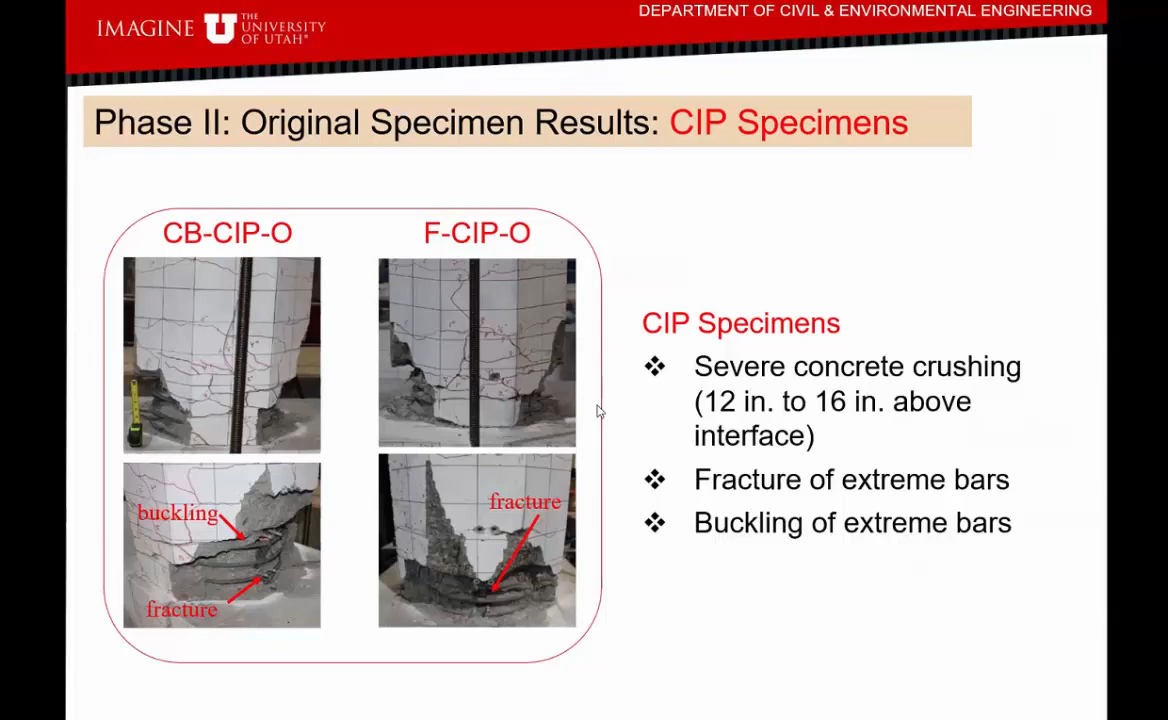 IMAGINE U THE UNIVERSITY OF UTAH®
DEPARTMENT OF CIVIL & ENVIRONMENTAL ENGINEERING
Phase II: Original Specimen Results: CIP Specimens
CB-CIP-O
F-CIP-O
buckling
fracture
fracture
CIP Specimens
❖ Severe concrete crushing
(12 in. to 16 in. above
interface)
❖ Fracture of extreme bars
❖ Buckling of extreme bars